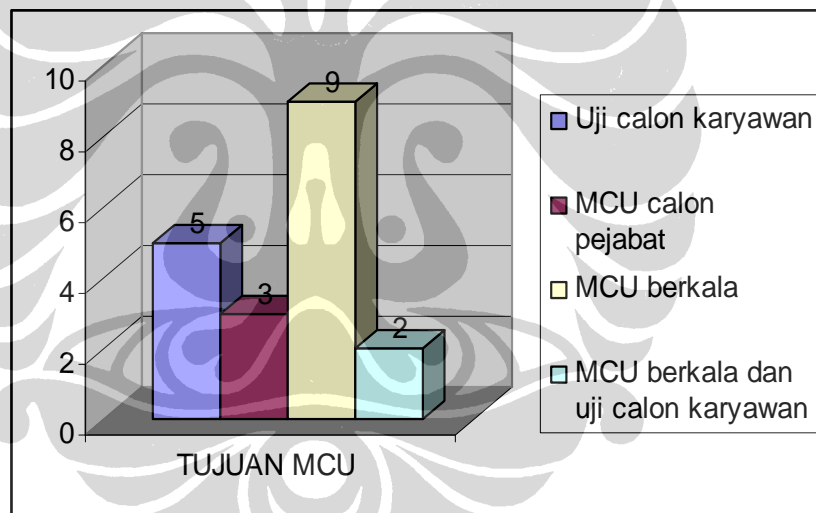 10
8
6
4
2
0
5
3
9
2
TUJUAN MCU
Uji calon karyawan
MCU calon
pejabat
MCU berkala
MCU berkala dan
uji calon karyawan